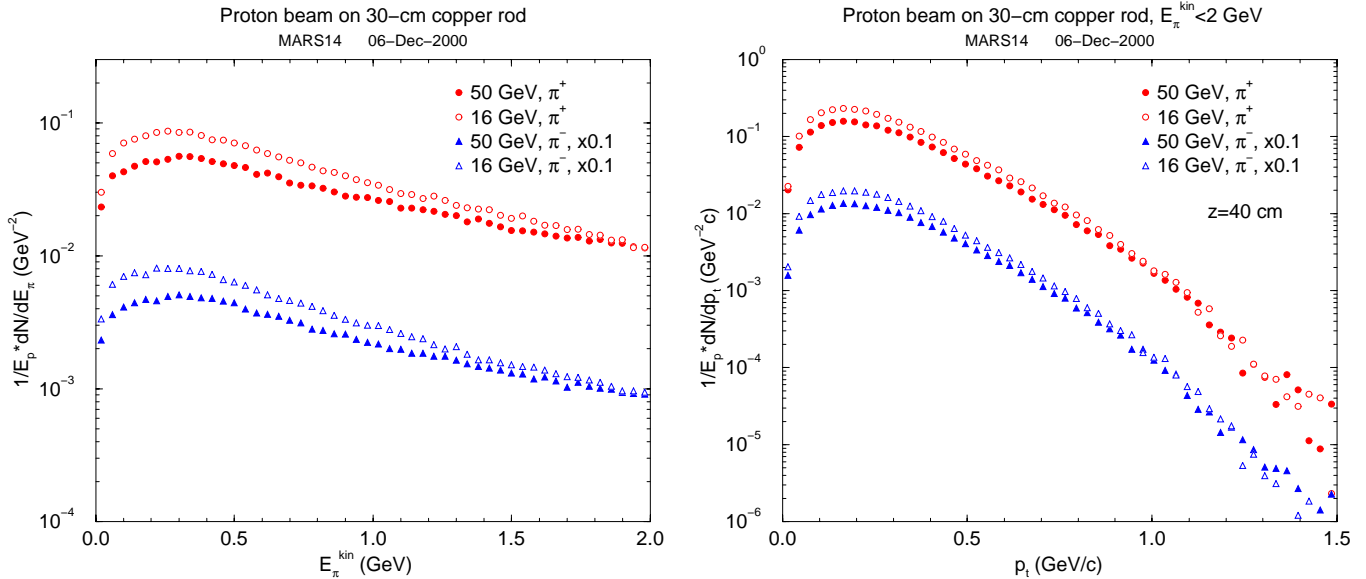 Proton beam on 30−cm copper rod
MARS14 06−Dec−2000
50 GeV, π⁺
16 GeV, π⁺
50 GeV, π⁻, x0.1
16 GeV, π⁻, x0.1
10⁻¹
10⁻²
10⁻³
10⁻⁴
1/Eₚ*dN/dE_π (GeV⁻²)
0.0 0.5 1.0 1.5 2.0
E_π^kin (GeV)
Proton beam on 30−cm copper rod, E_π^kin<2 GeV
MARS14 06−Dec−2000
50 GeV, π⁺
16 GeV, π⁺
50 GeV, π⁻, x0.1
16 GeV, π⁻, x0.1
z=40 cm
10⁰
10⁻¹
10⁻²
10⁻³
10⁻⁴
10⁻⁵
10⁻⁶
1/Eₚ*dN/dpₜ (GeV⁻²c)
0.0 0.5 1.0 1.5
pₜ (GeV/c)